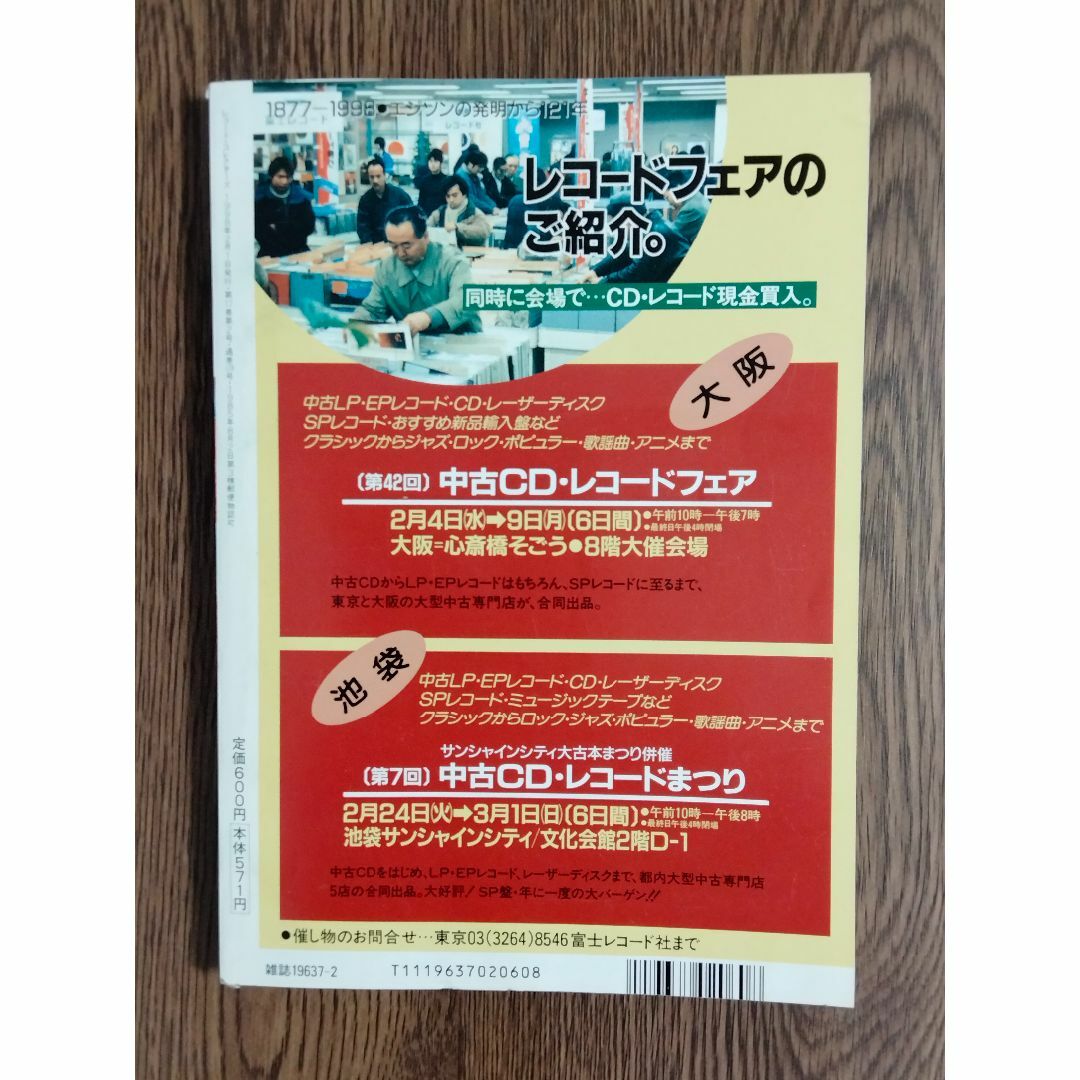 1877—1998●エジソンの発明から121年
レコードフェアの
ご紹介。
同時に会場で…CD・レコード現金買入。
大阪
中古LP・EPレコード・CD・レーザーディスク
SPレコード・おすすめ新品輸入盤など
クラシックからジャズ・ロック・ポピュラー・歌謡曲・アニメまで
(第42回) 中古CD・レコードフェア
2月4日(水)➡9日(月)(6日間)●午前10時—午後7時
●最終日午後4時閉場
大阪=心斎橋そごう●8階大催会場
中古CDからLP・EPレコードはもちろん、SPレコードに至るまで、
東京と大阪の大型中古専門店が、合同出品。
池袋
中古LP・EPレコード・CD・レーザーディスク
SPレコード・ミュージックテープなど
クラシックからロック・ジャズ・ポピュラー・歌謡曲・アニメまで
サンシャインシティ大古本まつり併催
(第7回) 中古CD・レコードまつり
2月24日(火)➡3月1日(日)(6日間)●午前10時—午後8時
●最終日午後4時閉場
池袋サンシャインシティ/文化会館2階D-1
中古CDをはじめ、LP・EPレコード、レーザーディスクまで、都内大型中古専門店
5店の合同出品。大好評!SP盤・年に一度の大バーゲン!!
●催し物のお問合せ…東京03(3264)8546富士レコード社まで
定価600円 本体571円
雑誌19637-2
T1119637020608